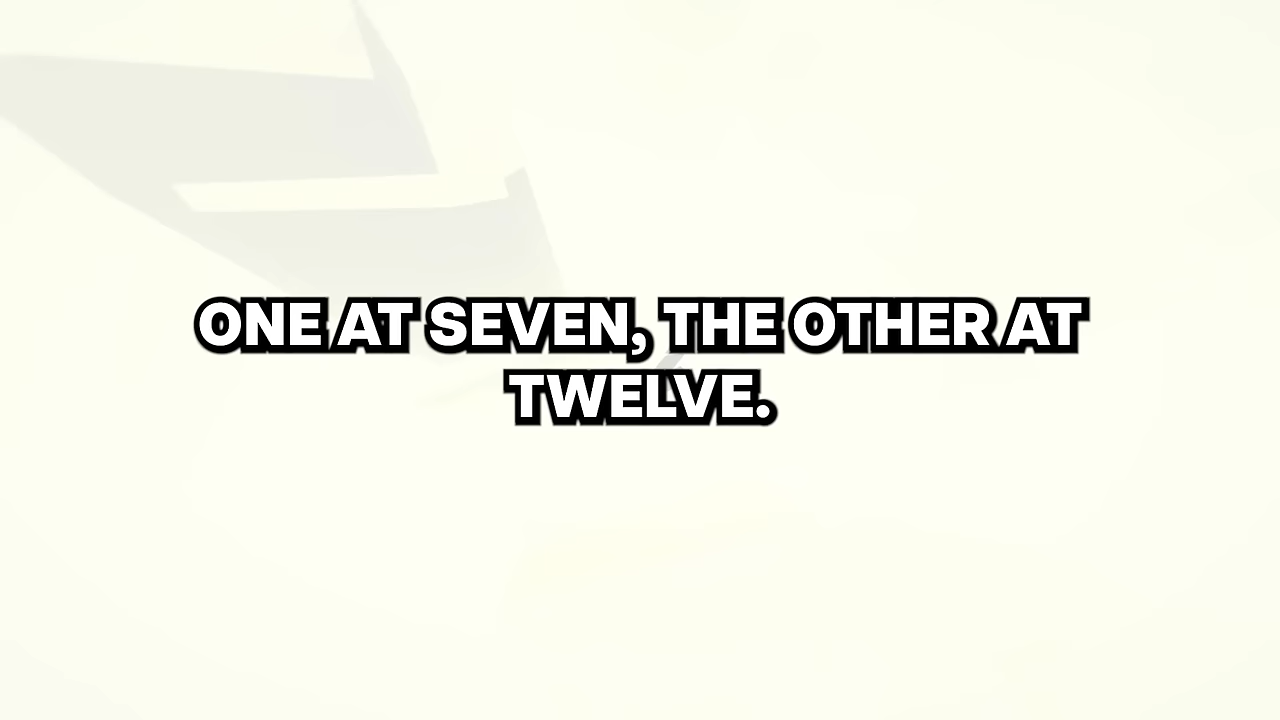 ONE AT SEVEN, THE OTHER AT
TWELVE.